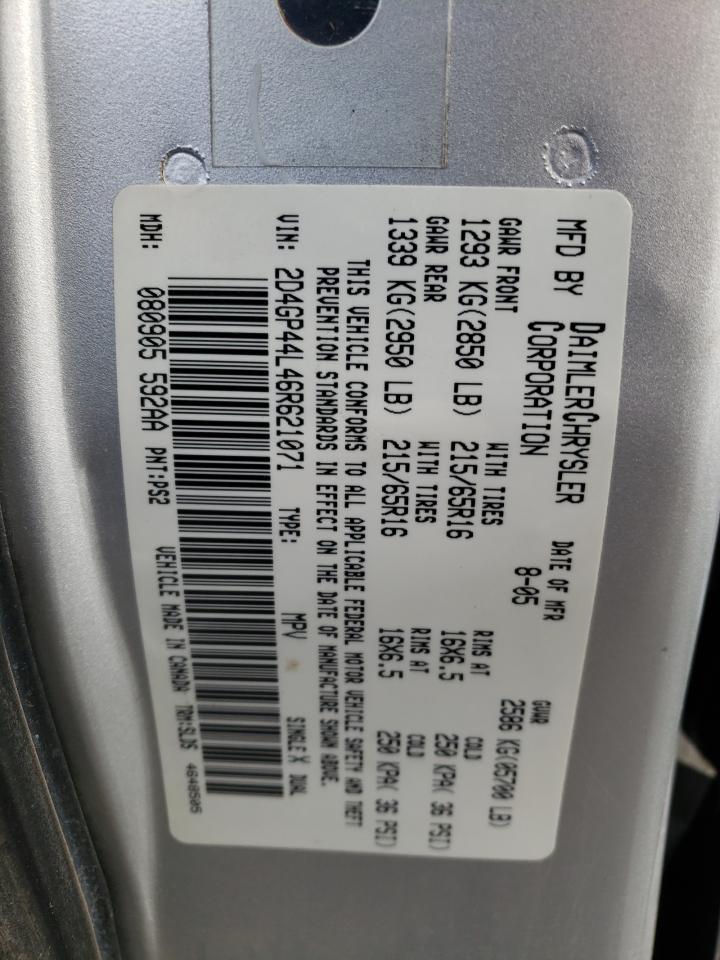 MFD BY DAIMLERCHRYSLER CORPORATION DATE OF MFR 8-05 GVWR 2586 KG(05700 LB)
GAWR FRONT WITH TIRES RIMS AT COLD
1293 KG(2850 LB) 215/65R16 16X6.5 250 KPA( 36 PSI)
GAWR REAR WITH TIRES RIMS AT COLD
1339 KG(2950 LB) 215/65R16 16X6.5 250 KPA( 36 PSI)
THIS VEHICLE CONFORMS TO ALL APPLICABLE FEDERAL MOTOR VEHICLE SAFETY AND THEFT
PREVENTION STANDARDS IN EFFECT ON THE DATE OF MANUFACTURE SHOWN ABOVE.
VIN: 2D4GP44L46R621071 TYPE: MPV SINGLE X DUAL
MDH: 080905 592AA PNT:PS2 VEHICLE MADE IN CANADA TRM:SLDS 4648505